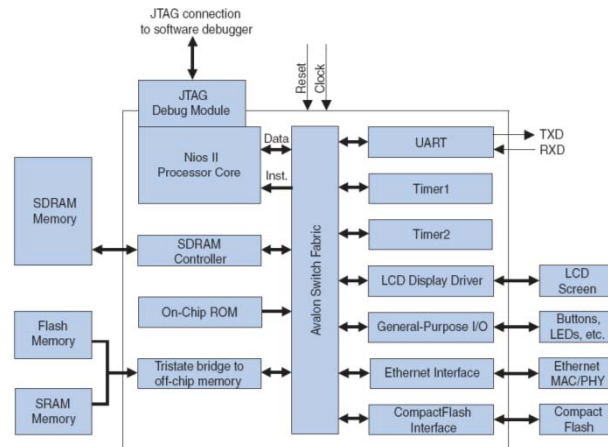 JTAG connection
to software debugger
JTAG
Debug Module
Reset
Clock
Nios II
Processor Core
Data
Inst.
Avalon Switch Fabric
UART
TXD
RXD
Timer1
Timer2
SDRAM
Memory
SDRAM
Controller
LCD Display Driver
LCD
Screen
On-Chip ROM
General-Purpose I/O
Buttons,
LEDs, etc.
Flash
Memory
Tristate bridge to
off-chip memory
Ethernet Interface
Ethernet
MAC/PHY
SRAM
Memory
CompactFlash
Interface
Compact
Flash